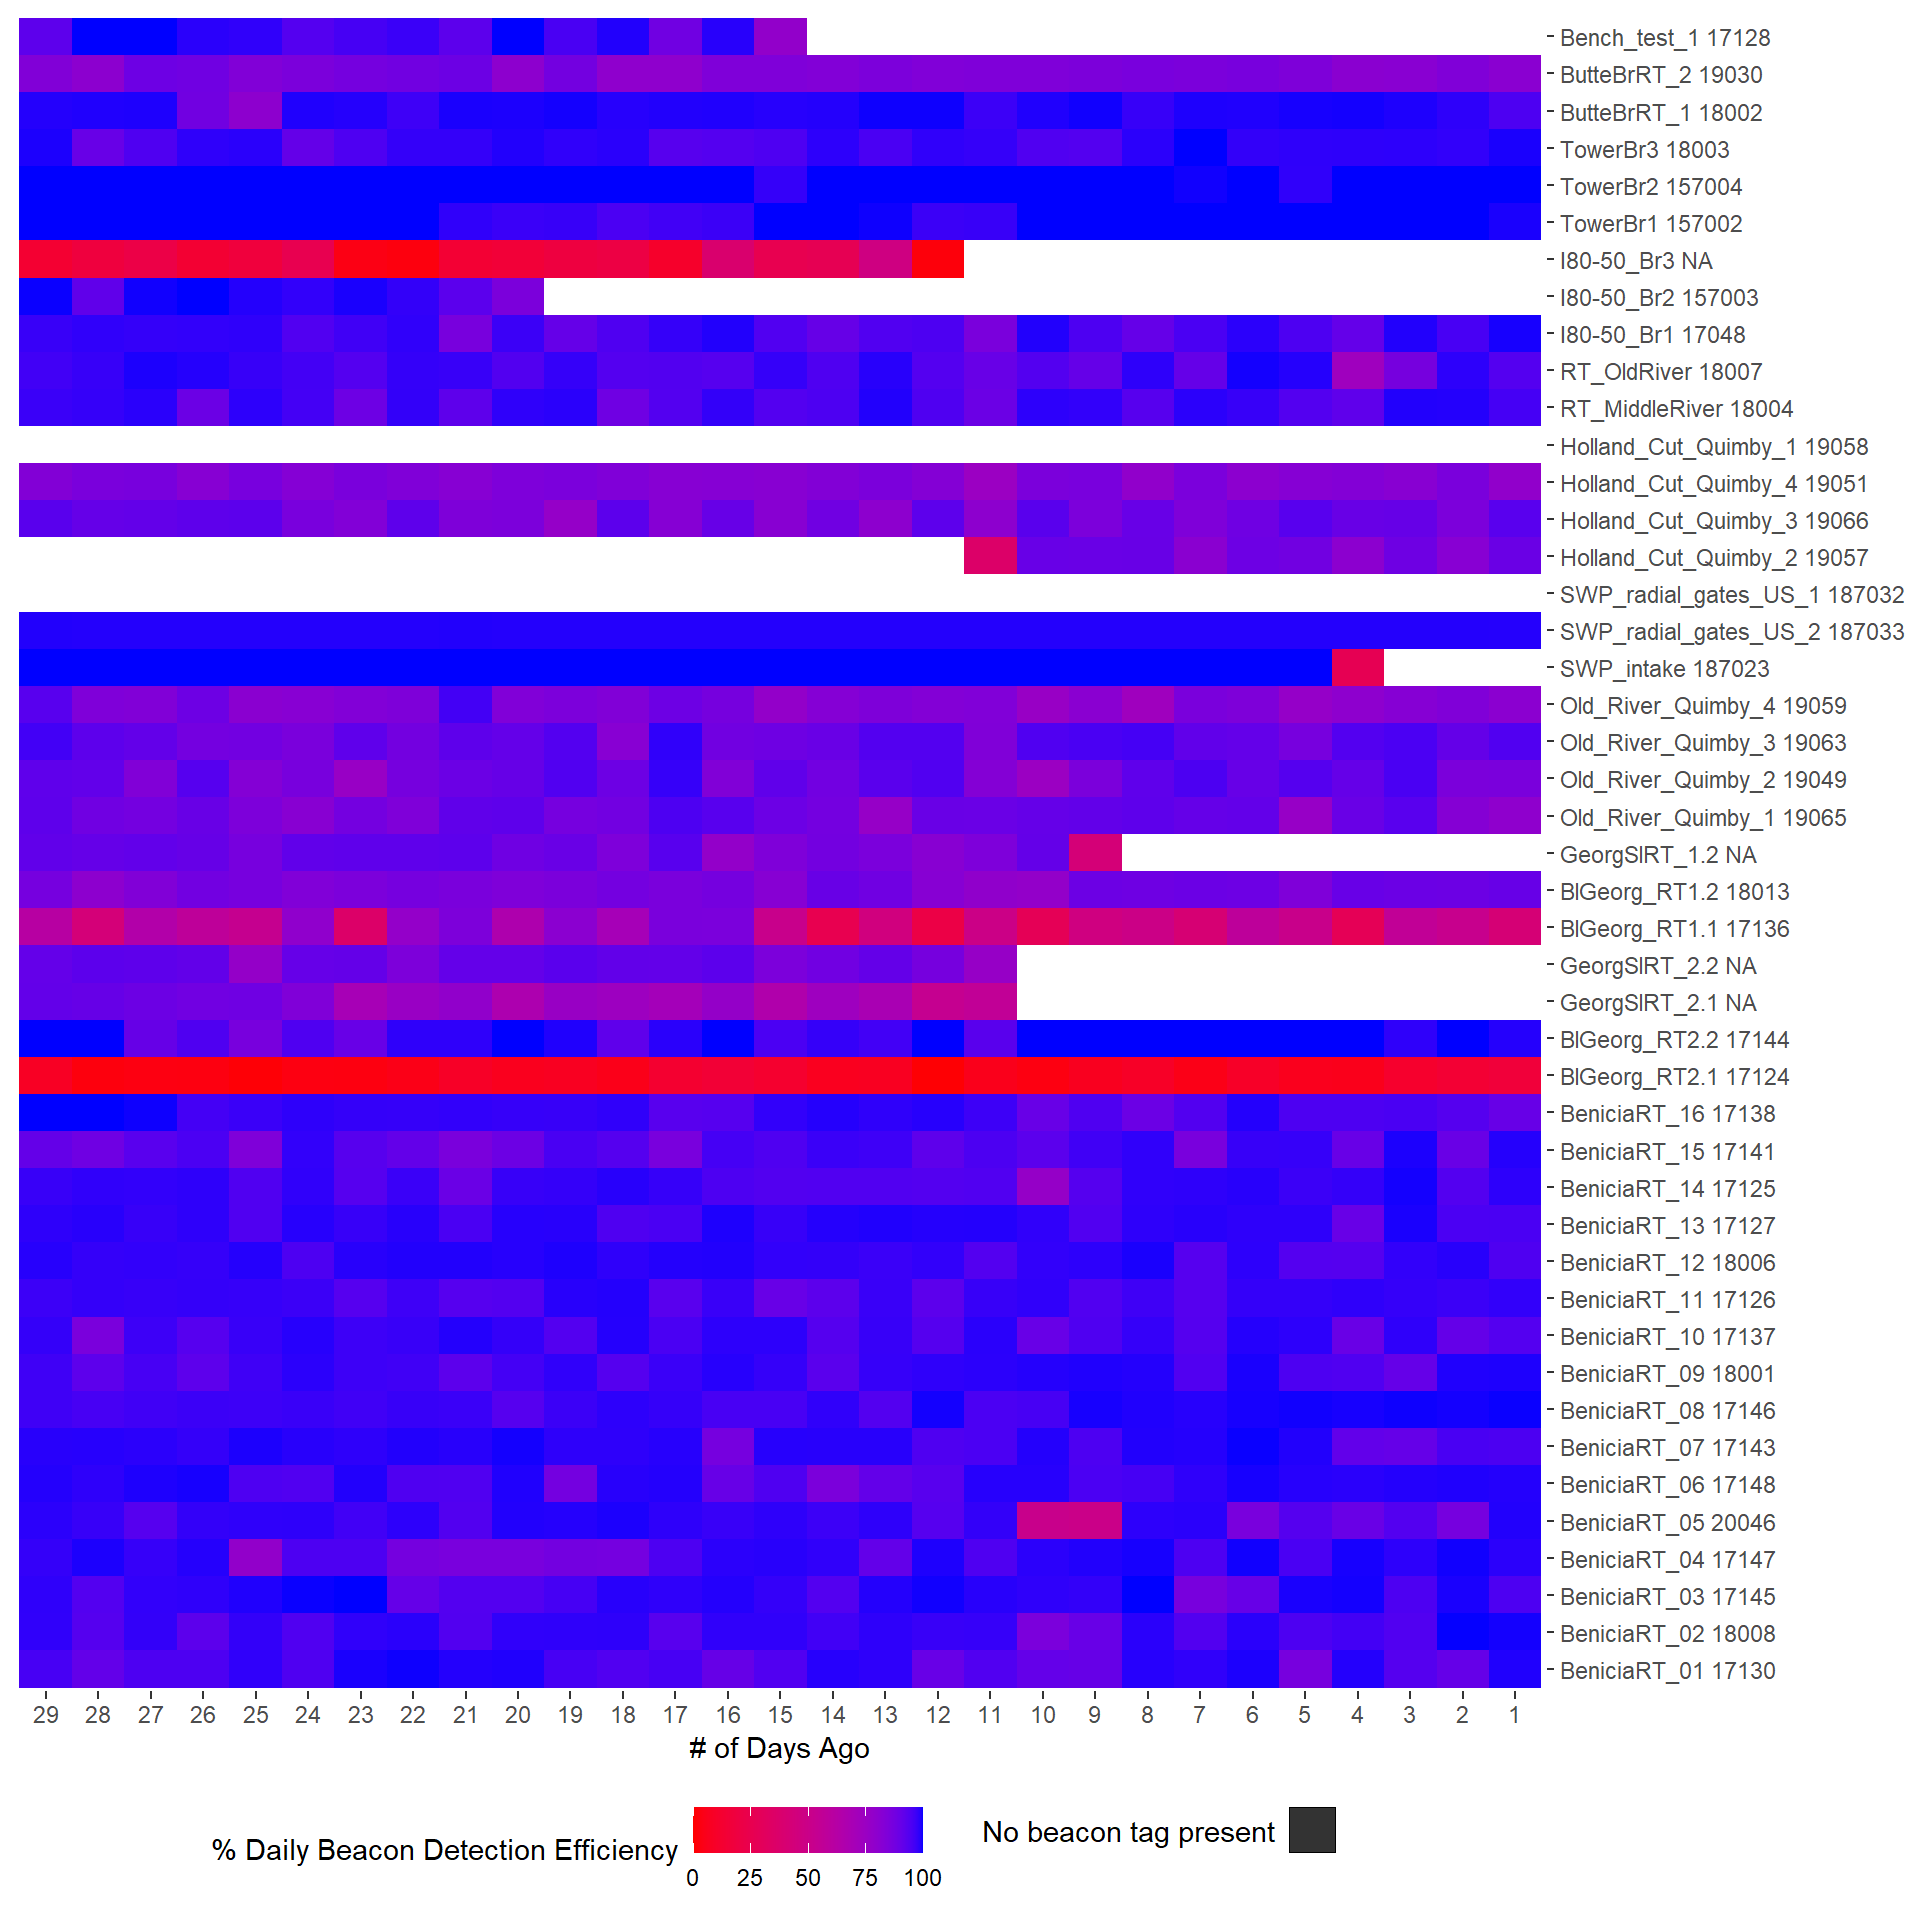 Bench_test_1 17128
ButteBrRT_2 19030
ButteBrRT_1 18002
TowerBr3 18003
TowerBr2 157004
TowerBr1 157002
I80-50_Br3 NA
I80-50_Br2 157003
I80-50_Br1 17048
RT_OldRiver 18007
RT_MiddleRiver 18004
Holland_Cut_Quimby_1 19058
Holland_Cut_Quimby_4 19051
Holland_Cut_Quimby_3 19066
Holland_Cut_Quimby_2 19057
SWP_radial_gates_US_1 187032
SWP_radial_gates_US_2 187033
SWP_intake 187023
Old_River_Quimby_4 19059
Old_River_Quimby_3 19063
Old_River_Quimby_2 19049
Old_River_Quimby_1 19065
GeorgSlRT_1.2 NA
BlGeorg_RT1.2 18013
BlGeorg_RT1.1 17136
GeorgSlRT_2.2 NA
GeorgSlRT_2.1 NA
BlGeorg_RT2.2 17144
BlGeorg_RT2.1 17124
BeniciaRT_16 17138
BeniciaRT_15 17141
BeniciaRT_14 17125
BeniciaRT_13 17127
BeniciaRT_12 18006
BeniciaRT_11 17126
BeniciaRT_10 17137
BeniciaRT_09 18001
BeniciaRT_08 17146
BeniciaRT_07 17143
BeniciaRT_06 17148
BeniciaRT_05 20046
BeniciaRT_04 17147
BeniciaRT_03 17145
BeniciaRT_02 18008
BeniciaRT_01 17130
29 28 27 26 25 24 23 22 21 20 19 18 17 16 15 14 13 12 11 10 9 8 7 6 5 4 3 2 1
# of Days Ago
% Daily Beacon Detection Efficiency
0 25 50 75 100
No beacon tag present